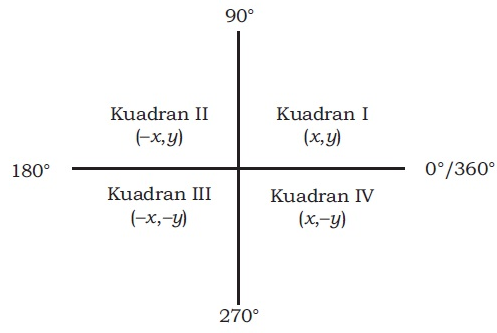 90°
Kuadran II
(–x,y)
Kuadran I
(x,y)
180°
0°/360°
Kuadran III
(–x,–y)
Kuadran IV
(x,–y)
270°